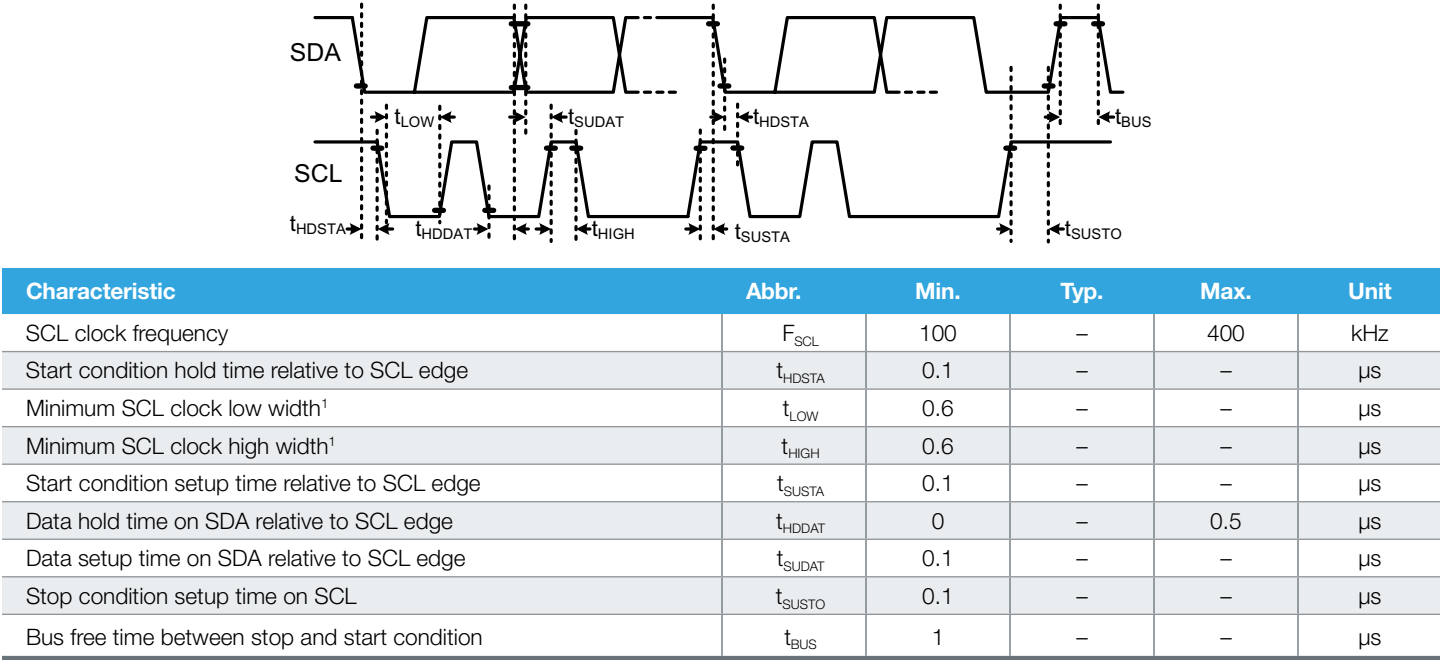 SDA
tLOW tSUDAT tHDSTA tBUS
SCL
tHDSTA tHDDAT tHIGH tSUSTA tSUSTO
Characteristic Abbr. Min. Typ. Max. Unit
SCL clock frequency FSCL 100 – 400 kHz
Start condition hold time relative to SCL edge tHDSTA 0.1 – – µs
Minimum SCL clock low width¹ tLOW 0.6 – – µs
Minimum SCL clock high width¹ tHIGH 0.6 – – µs
Start condition setup time relative to SCL edge tSUSTA 0.1 – – µs
Data hold time on SDA relative to SCL edge tHDDAT 0 – 0.5 µs
Data setup time on SDA relative to SCL edge tSUDAT 0.1 – – µs
Stop condition setup time on SCL tSUSTO 0.1 – – µs
Bus free time between stop and start condition tBUS 1 – – µs